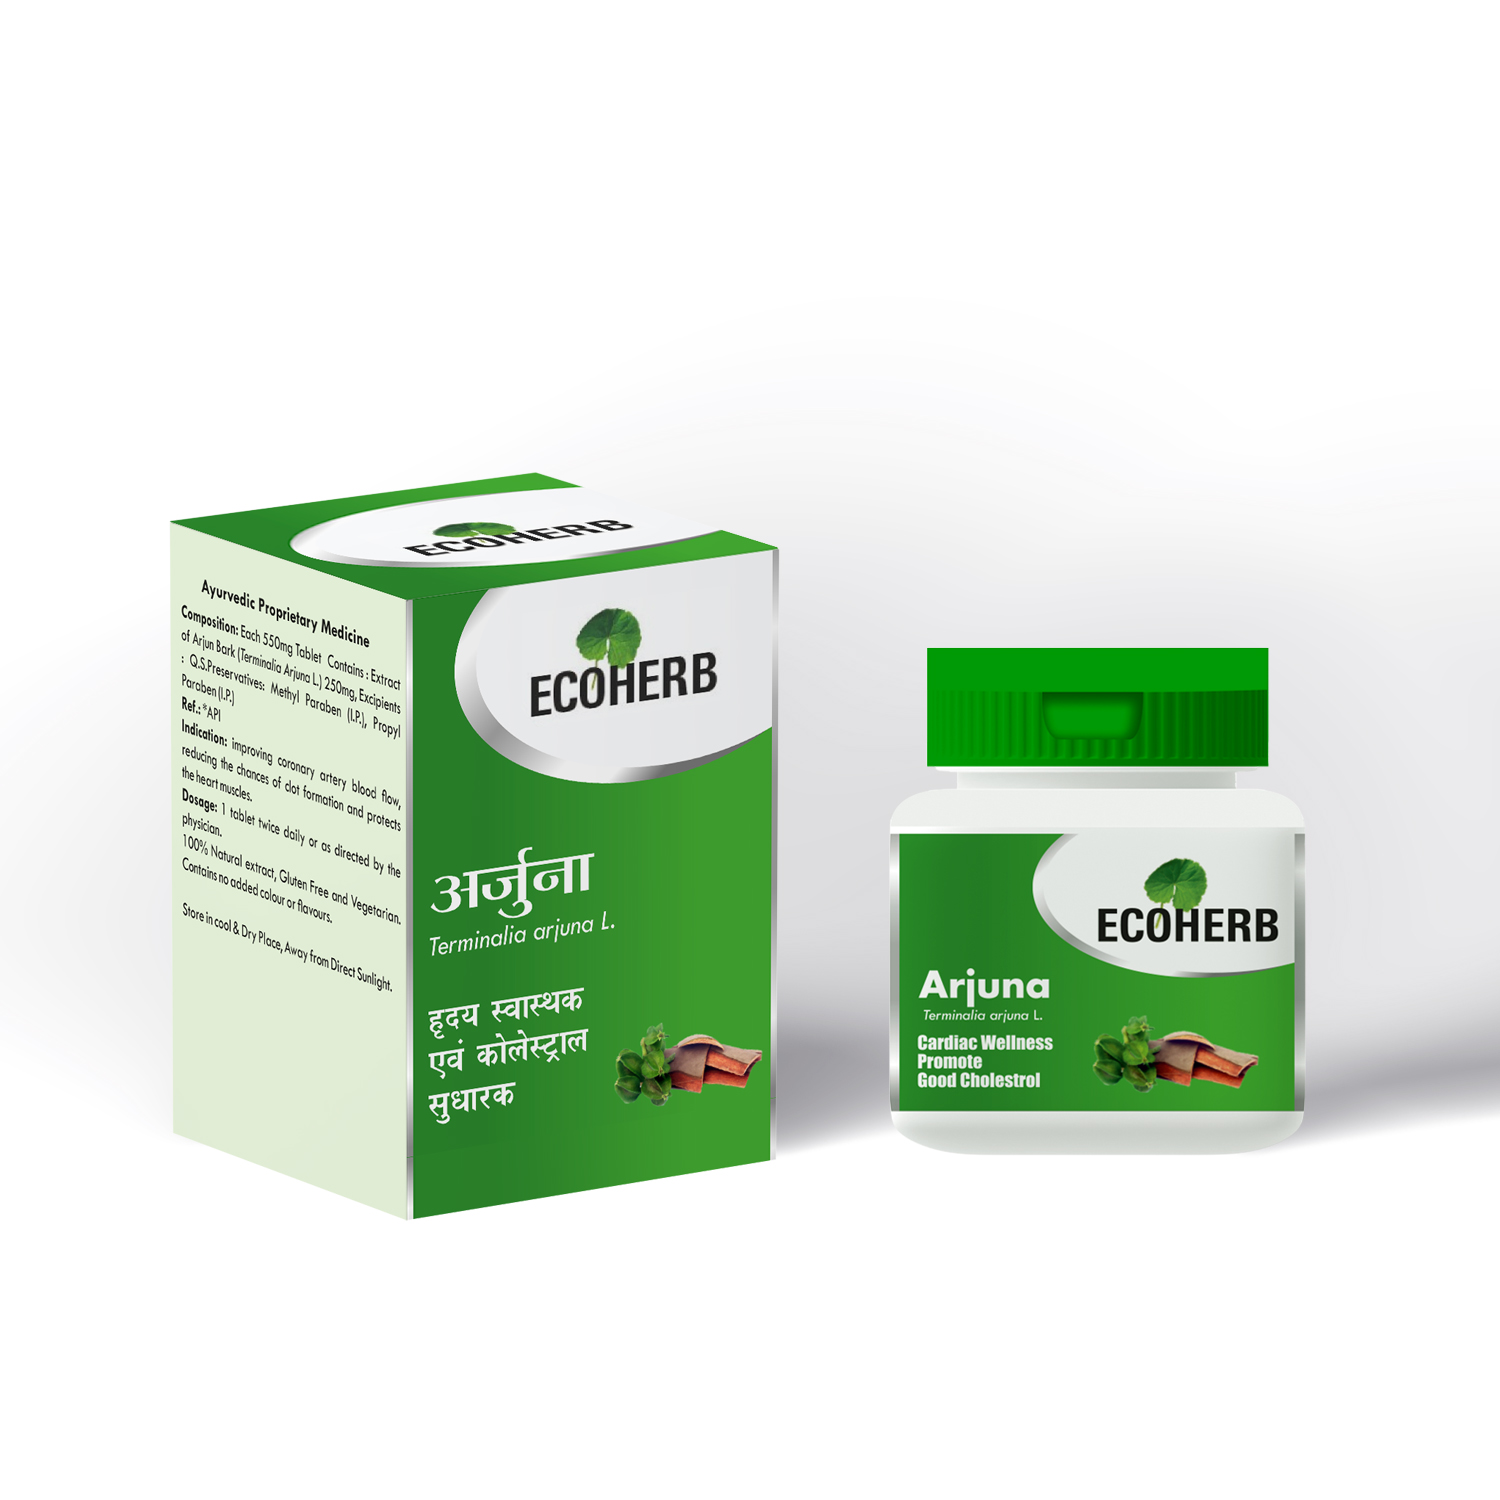 ECOHERB
Ayurvedic Proprietary Medicine
Composition: Each 550mg Tablet Contains : Extract
of Arjun Bark (Terminalia Arjuna L.) 250mg, Excipients
: Q.S.Preservatives: Methyl Paraben (I.P.), Propyl
Paraben (I.P.)
Ref.: *API
Indication: improving coronary artery blood flow,
reducing the chances of clot formation and protects
the heart muscles.
Dosage: 1 tablet twice daily or as directed by the
physician.
100% Natural extract, Gluten Free and Vegetarian.
Contains no added colour or flavours.
Store in cool & Dry Place, Away from Direct Sunlight.
ECOHERB
अर्जुना
Terminalia arjuna L.
हृदय स्वास्थक
एवं कोलेस्ट्राल
सुधारक
ECOHERB
Arjuna
Terminalia arjuna L.
Cardiac Wellness
Promote
Good Cholestrol